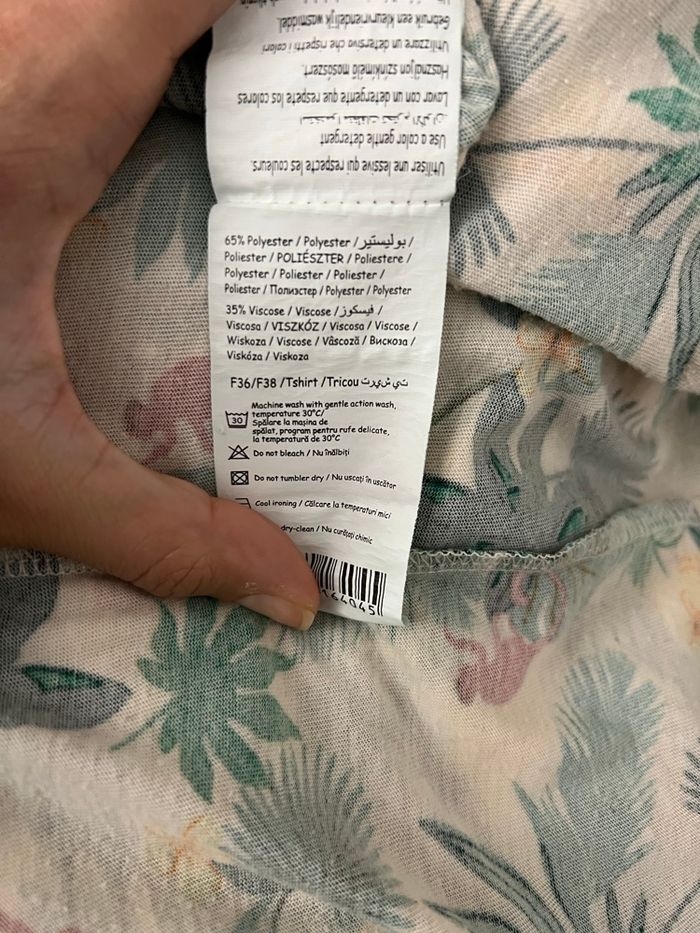 Utiliser une lessive qui respecte les couleurs.
Use a color gentle detergent
Lavar con un detergente que respete los colores
Használjon színkímélő mosószert.
Utilizzare un detersivo che rispetti i colori
Gebruik een kleurvriendelijk wasmiddel.
65% Polyester / Polyester / بوليستير /
Poliester / POLIÉSZTER / Poliestere /
Polyester / Poliester / Poliester /
Poliester / Полиэстер / Polyester / Polyester
35% Viscose / Viscose / فيسكوز /
Viscosa / VISZKÓZ / Viscosa / Viscose /
Wiskoza / Viscose / Vâscoză / Вискоза /
Viskóza / Viskoza
F36/F38 /Tshirt /Tricou تي شيرت
30
Machine wash with gentle action wash,
temperature 30°C/
Spălare la mașina de
spălat, program pentru rufe delicate,
la temperatură de 30°C
Do not bleach / Nu înălbiți
Do not tumbler dry / Nu uscați în uscător
Cool ironing / Călcare la temperaturi mici
dry-clean / Nu curățați chimic
164045